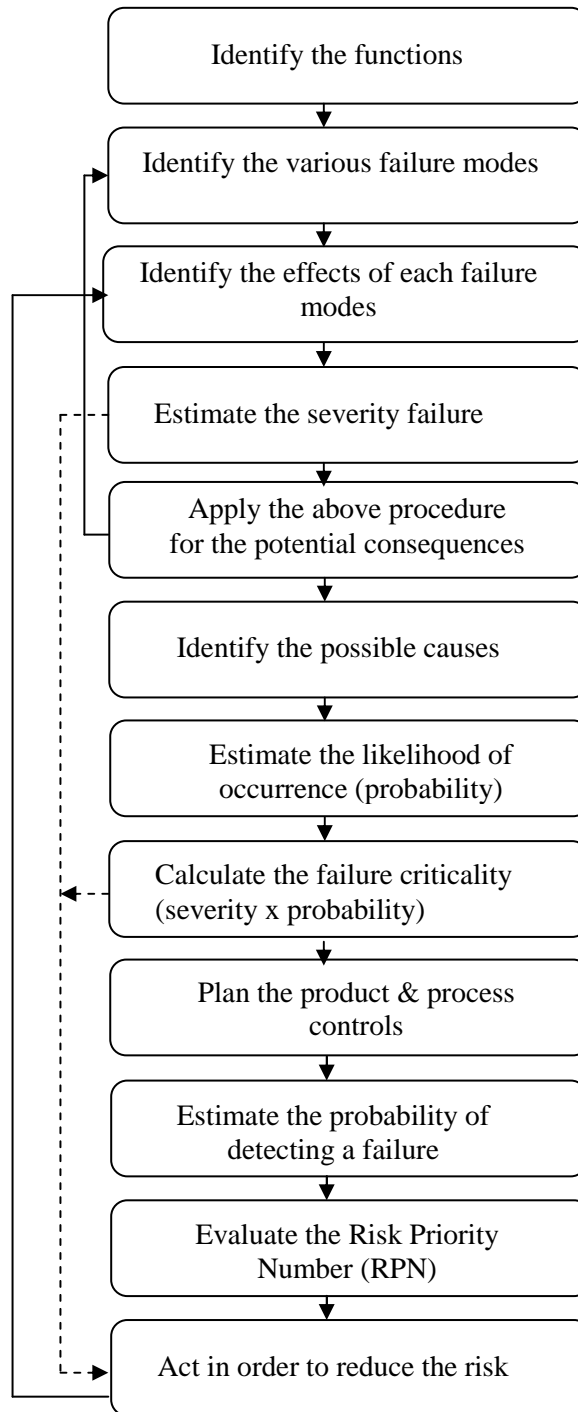 Identify the functions
Identify the various failure modes
Identify the effects of each failure
modes
Estimate the severity failure
Apply the above procedure
for the potential consequences
Identify the possible causes
Estimate the likelihood of
occurrence (probability)
Calculate the failure criticality
(severity x probability)
Plan the product & process
controls
Estimate the probability of
detecting a failure
Evaluate the Risk Priority
Number (RPN)
Act in order to reduce the risk